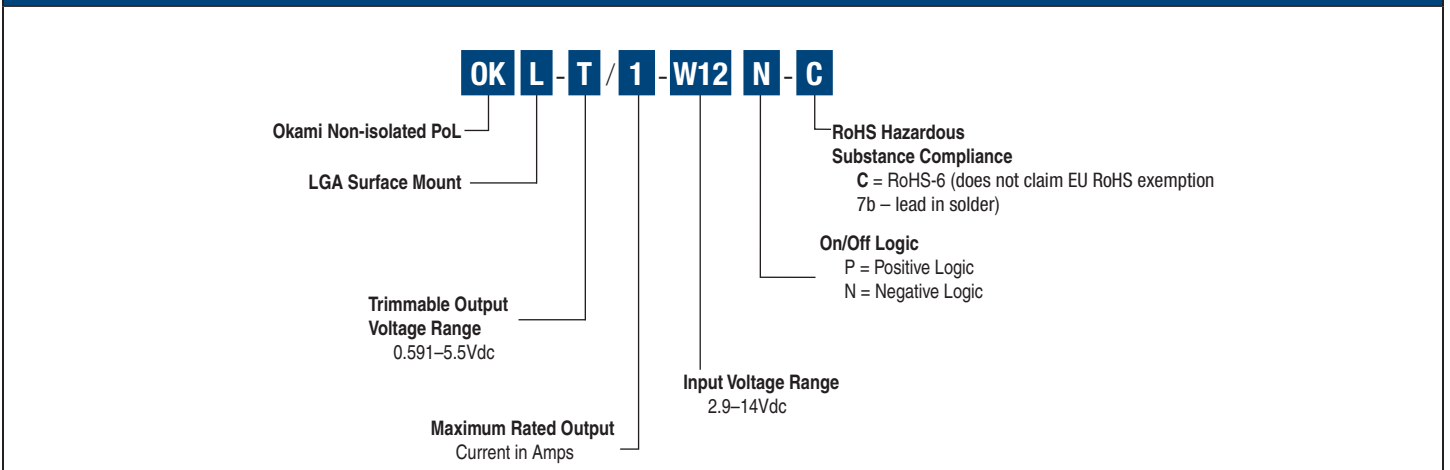 OK L - T / 1 - W12 N - C
Okami Non-isolated PoL
LGA Surface Mount
Trimmable Output
Voltage Range
0.591–5.5Vdc
Maximum Rated Output
Current in Amps
Input Voltage Range
2.9–14Vdc
On/Off Logic
P = Positive Logic
N = Negative Logic
RoHS Hazardous
Substance Compliance
C = RoHS-6 (does not claim EU RoHS exemption
7b – lead in solder)